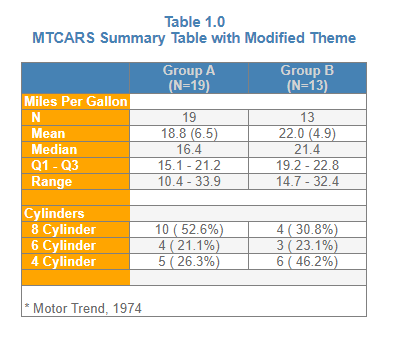 Table 1.0
MTCARS Summary Table with Modified Theme
Group A Group B
(N=19) (N=13)
Miles Per Gallon
N 19 13
Mean 18.8 (6.5) 22.0 (4.9)
Median 16.4 21.4
Q1 - Q3 15.1 - 21.2 19.2 - 22.8
Range 10.4 - 33.9 14.7 - 32.4
Cylinders
8 Cylinder 10 ( 52.6%) 4 ( 30.8%)
6 Cylinder 4 ( 21.1%) 3 ( 23.1%)
4 Cylinder 5 ( 26.3%) 6 ( 46.2%)
* Motor Trend, 1974